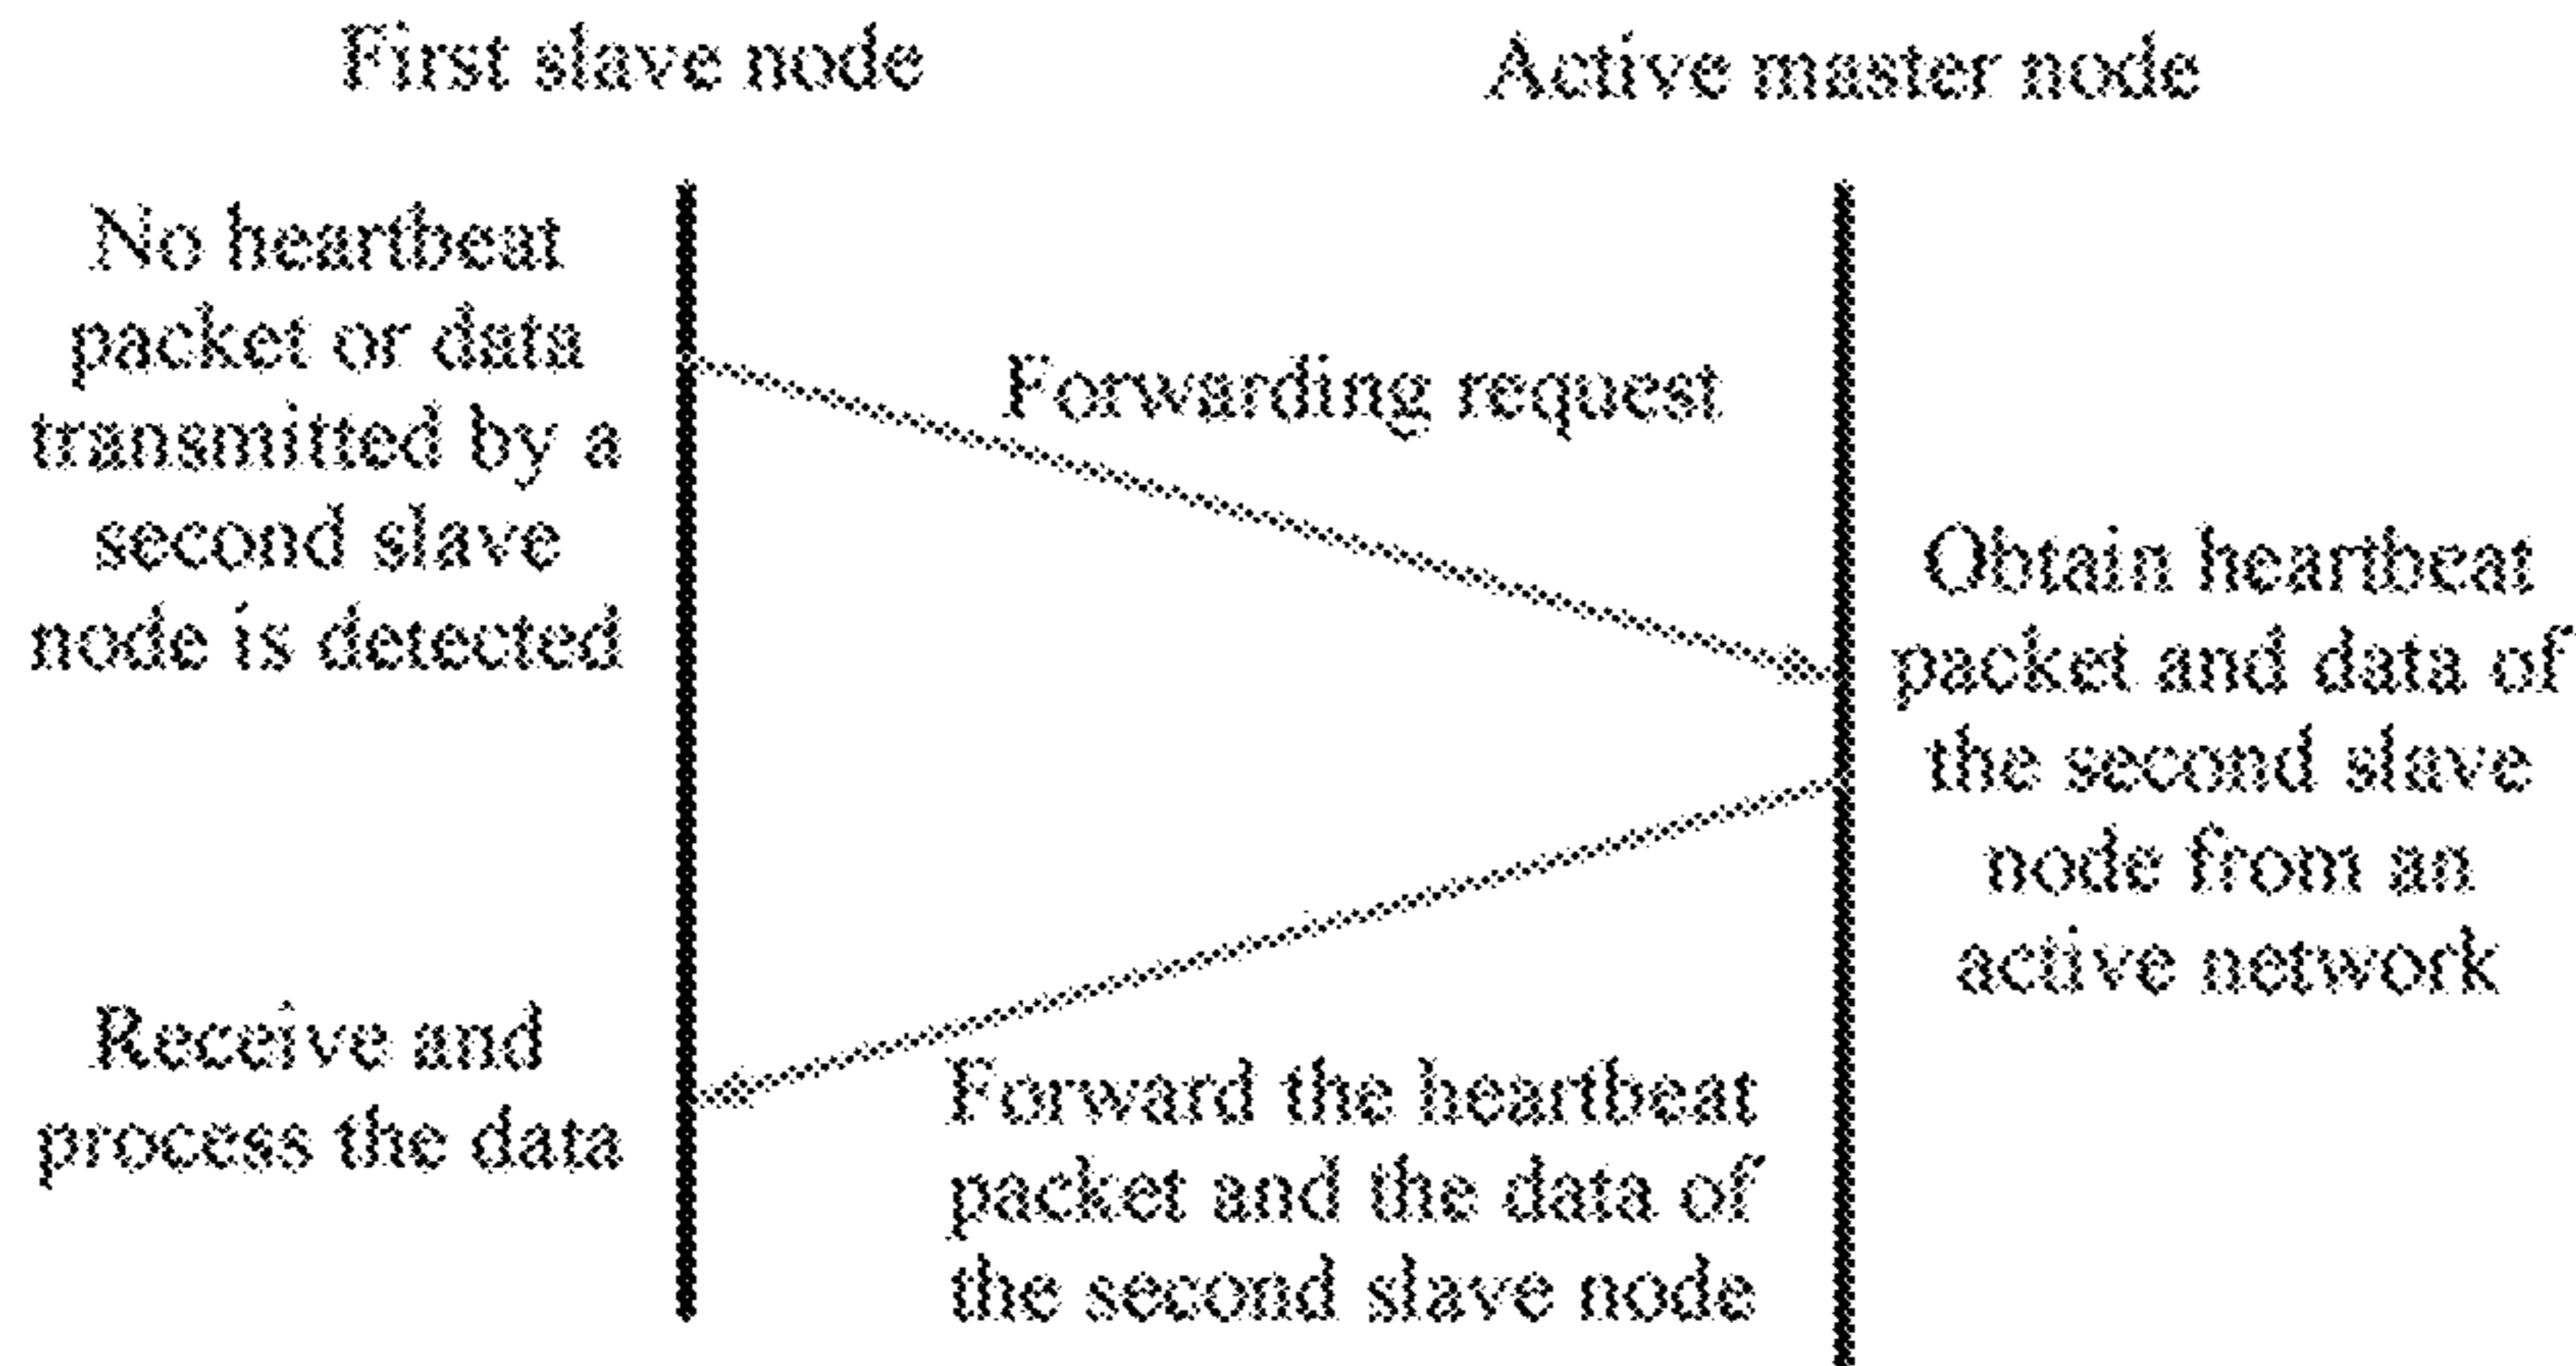 First slave node
Active master node
No heartbeat
packet or data
transmitted by a
second slave
node is detected
Forwarding request
Obtain heartbeat
packet and data of
the second slave
node from an
active network
Forward the heartbeat
packet and the data of
the second slave node
Receive and
process the data